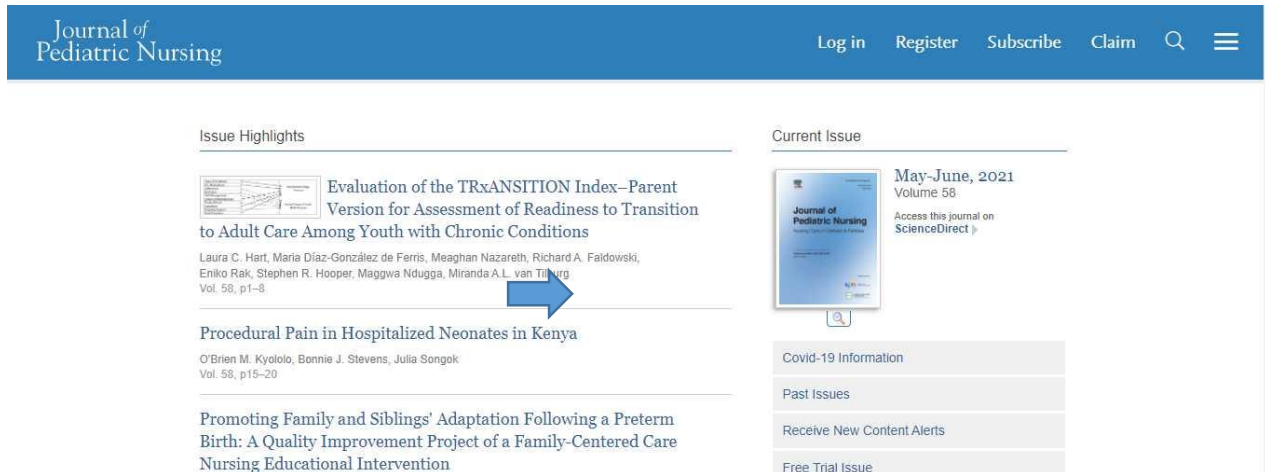 Journal of
Pediatric Nursing
Log in Register Subscribe Claim
Issue Highlights
Evaluation of the TRxANSITION Index–Parent
Version for Assessment of Readiness to Transition
to Adult Care Among Youth with Chronic Conditions
Laura C. Hart, Maria Díaz-González de Ferris, Meaghan Nazareth, Richard A. Faldowski,
Eniko Rak, Stephen R. Hooper, Maggwa Ndugga, Miranda A.L. van Tilburg
Vol. 58, p1–8
Procedural Pain in Hospitalized Neonates in Kenya
O'Brien M. Kyololo, Bonnie J. Stevens, Julia Songok
Vol. 58, p15–20
Promoting Family and Siblings' Adaptation Following a Preterm
Birth: A Quality Improvement Project of a Family-Centered Care
Nursing Educational Intervention
Current Issue
Journal of
Pediatric Nursing
May-June, 2021
Volume 58
Access this journal on
ScienceDirect
Covid-19 Information
Past Issues
Receive New Content Alerts
Free Trial Issue